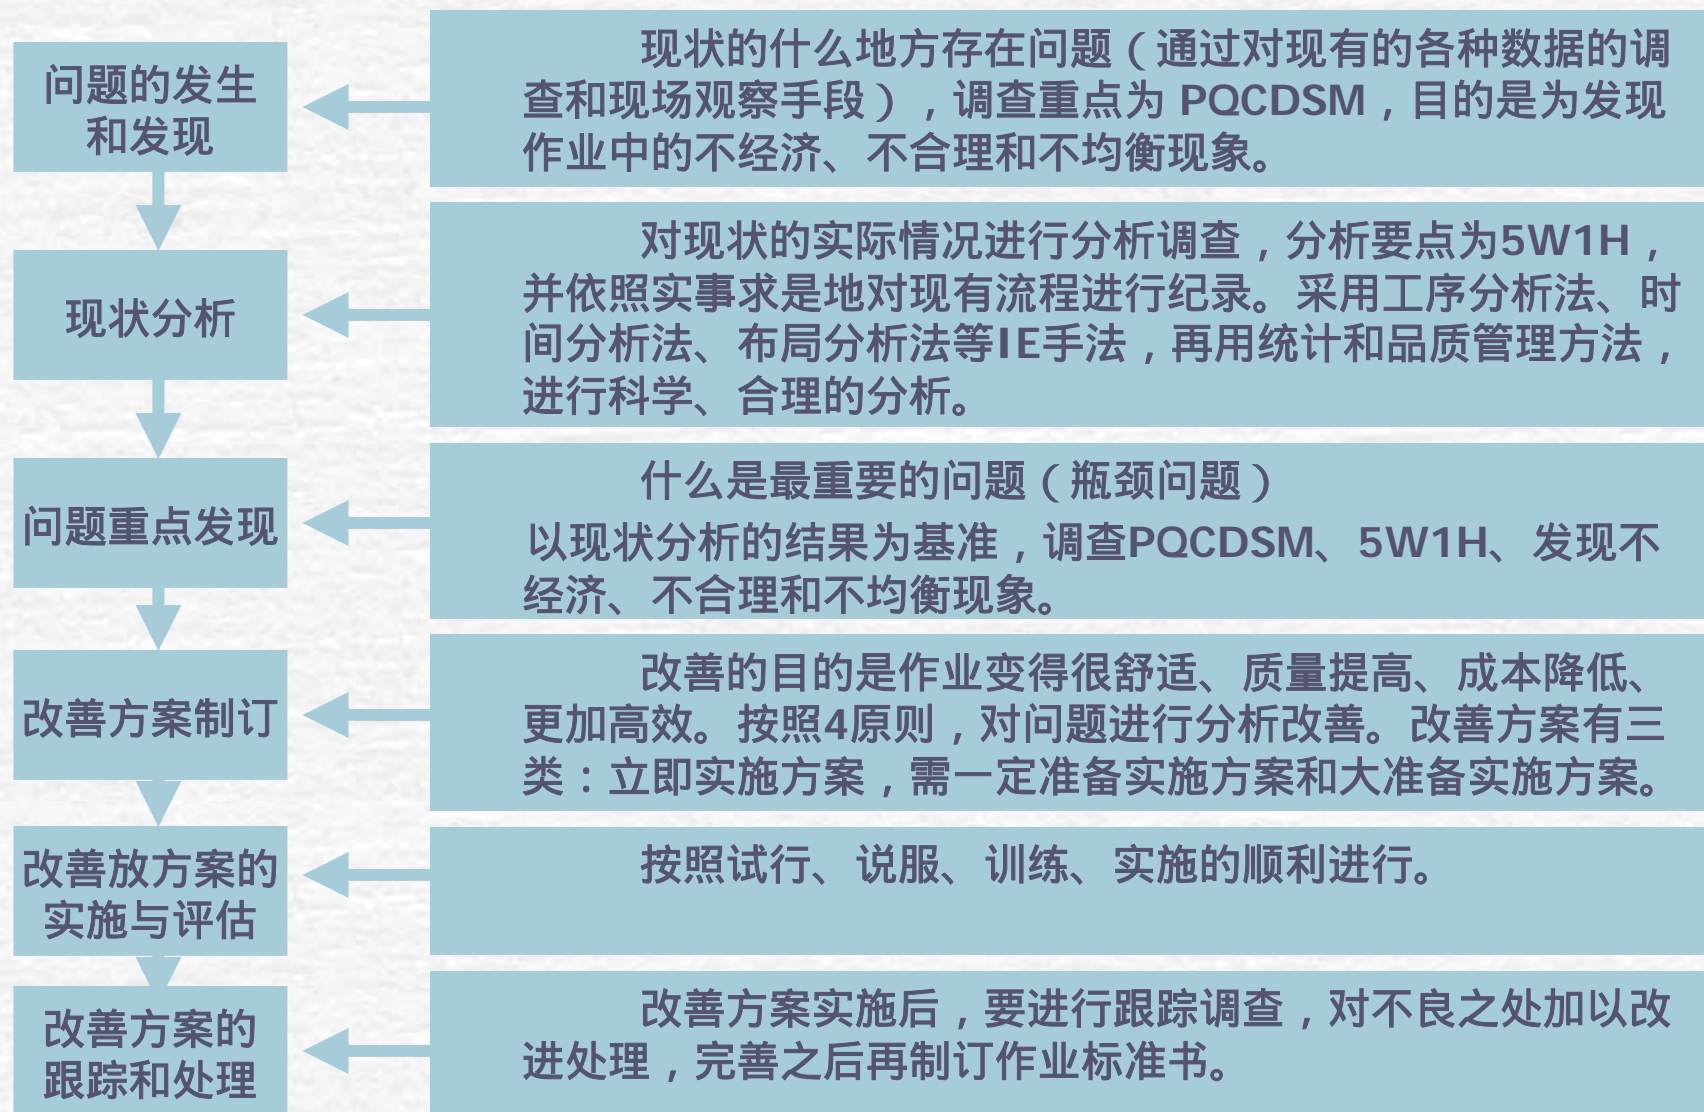 问题的发生
和发现
现状的什么地方存在问题（通过对现有的各种数据的调
查和现场观察手段），调查重点为 PQCDSM，目的是为发现
作业中的不经济、不合理和不均衡现象。
现状分析
对现状的实际情况进行分析调查，分析要点为5W1H，
并依照实事求是地对现有流程进行纪录。采用工序分析法、时
间分析法、布局分析法等IE手法，再用统计和品质管理方法，
进行科学、合理的分析。
问题重点发现
什么是最重要的问题（瓶颈问题）
以现状分析的结果为基准，调查PQCDSM、5W1H、发现不
经济、不合理和不均衡现象。
改善方案制订
改善的目的是作业变得很舒适、质量提高、成本降低、
更加高效。按照4原则，对问题进行分析改善。改善方案有三
类：立即实施方案，需一定准备实施方案和大准备实施方案。
改善放方案的
实施与评估
按照试行、说服、训练、实施的顺利进行。
改善方案的
跟踪和处理
改善方案实施后，要进行跟踪调查，对不良之处加以改
进处理，完善之后再制订作业标准书。